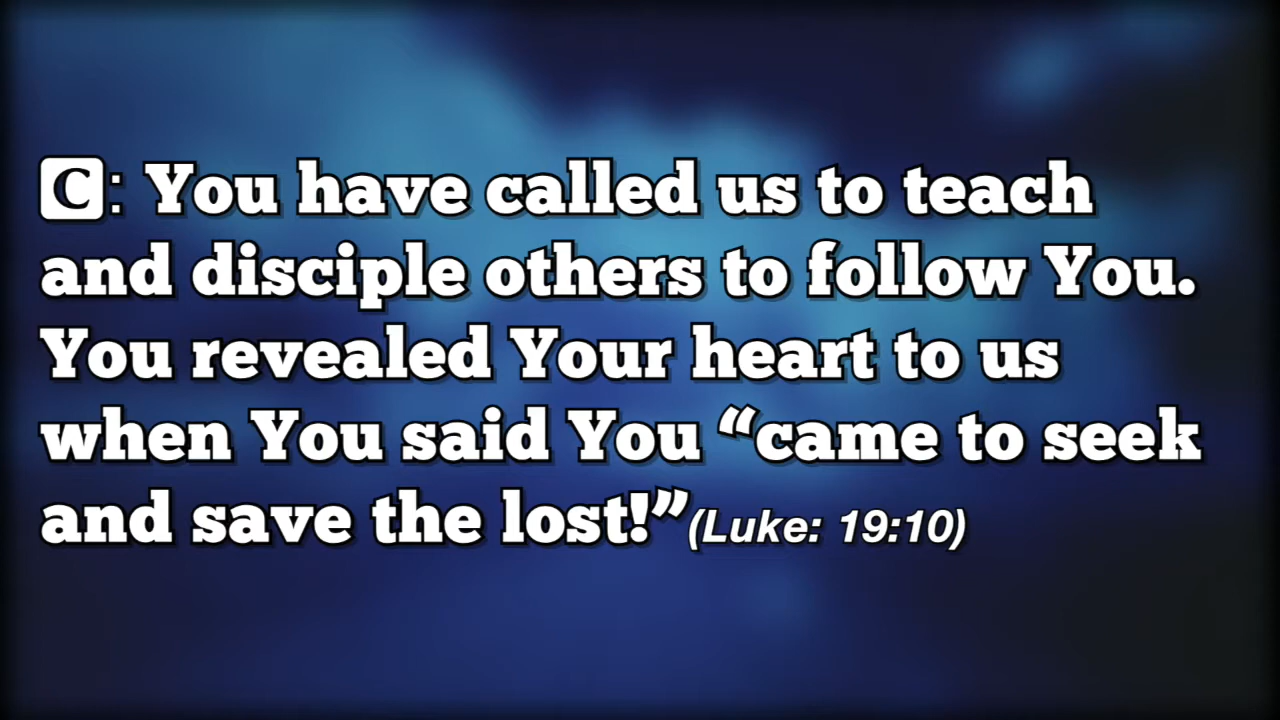 C: You have called us to teach
and disciple others to follow You.
You revealed Your heart to us
when You said You “came to seek
and save the lost!”(Luke: 19:10)